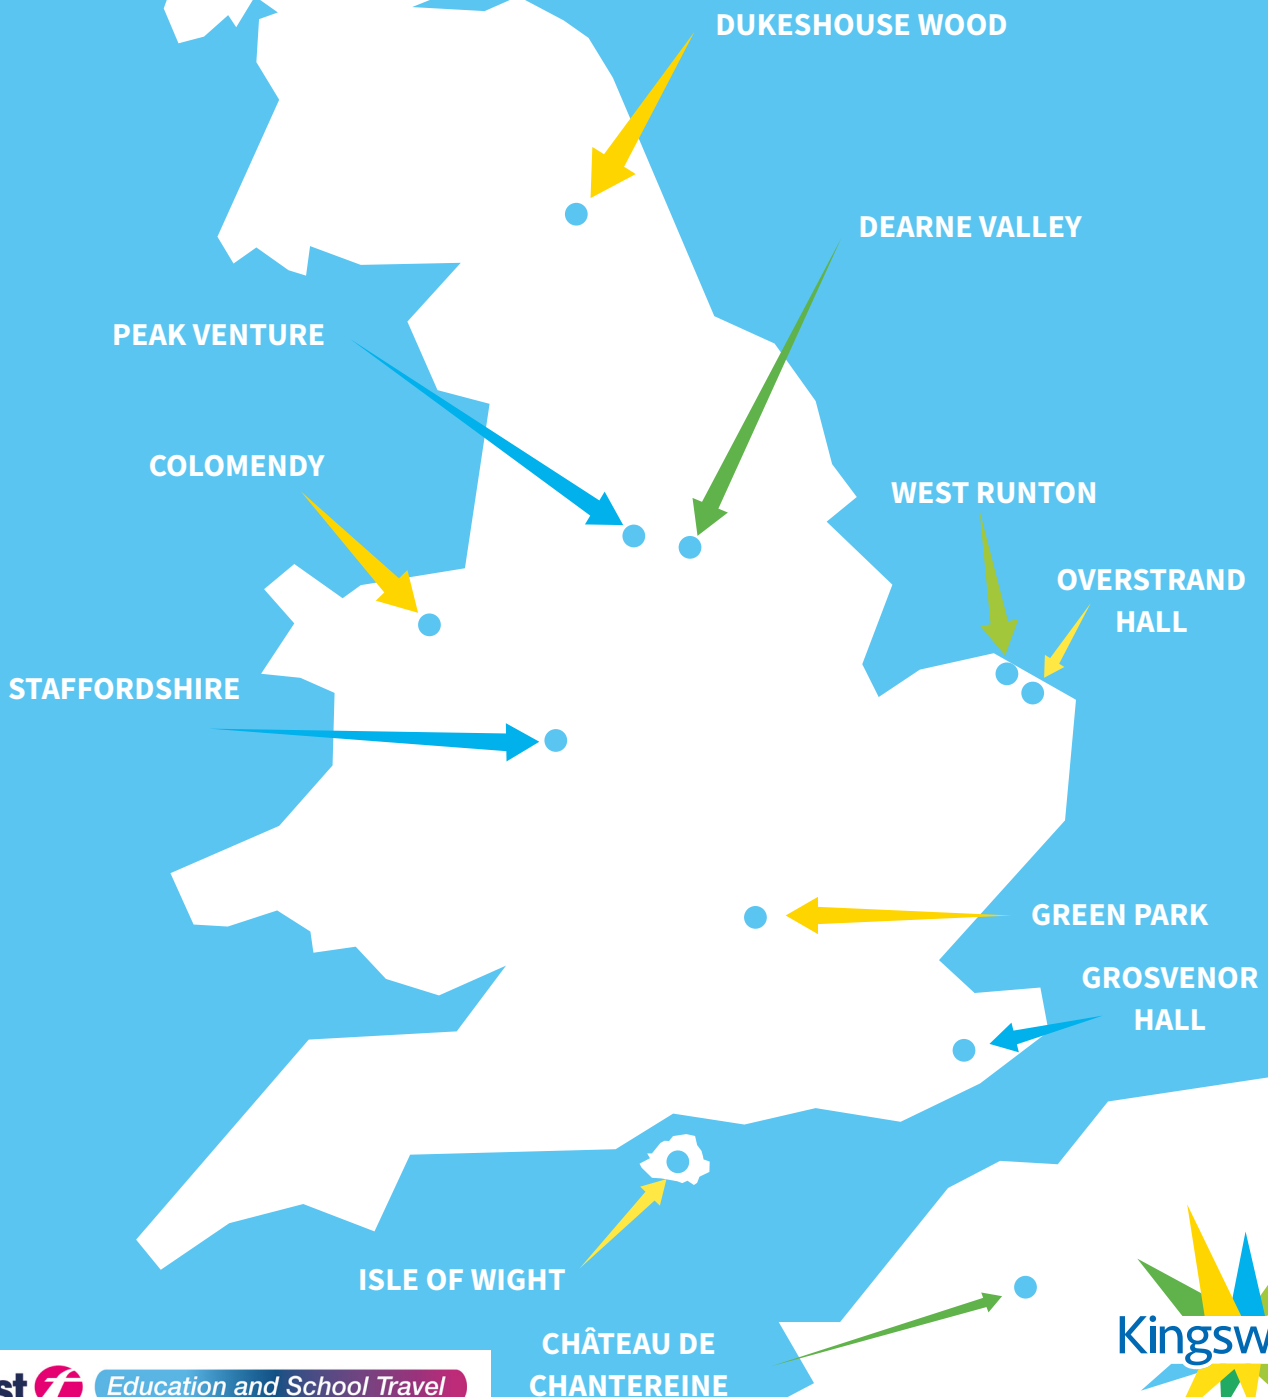 DUKESHOUSE WOOD
DEARNE VALLEY
PEAK VENTURE
COLOMENDY
WEST RUNTON
OVERSTRAND
HALL
STAFFORDSHIRE
GREEN PARK
GROSVENOR
HALL
ISLE OF WIGHT
CHÂTEAU DE
CHANTEREINE
Kingsw
st Education and School Travel